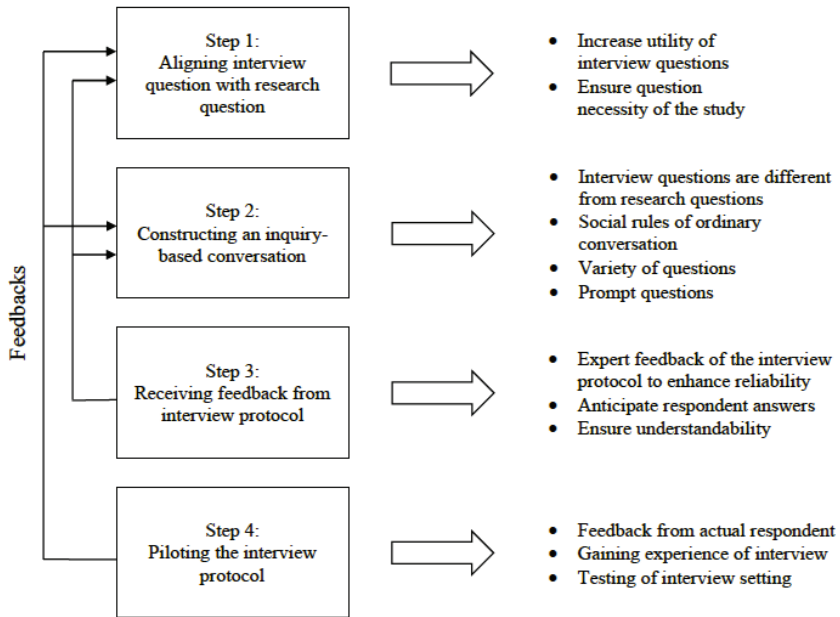 Feedbacks
Step 1:
Aligning interview
question with research
question
• Increase utility of
interview questions
• Ensure question
necessity of the study
Step 2:
Constructing an inquiry-
based conversation
• Interview questions are different
from research questions
• Social rules of ordinary
conversation
• Variety of questions
• Prompt questions
Step 3:
Receiving feedback from
interview protocol
• Expert feedback of the interview
protocol to enhance reliability
• Anticipate respondent answers
• Ensure understandability
Step 4:
Piloting the interview
protocol
• Feedback from actual respondent
• Gaining experience of interview
• Testing of interview setting